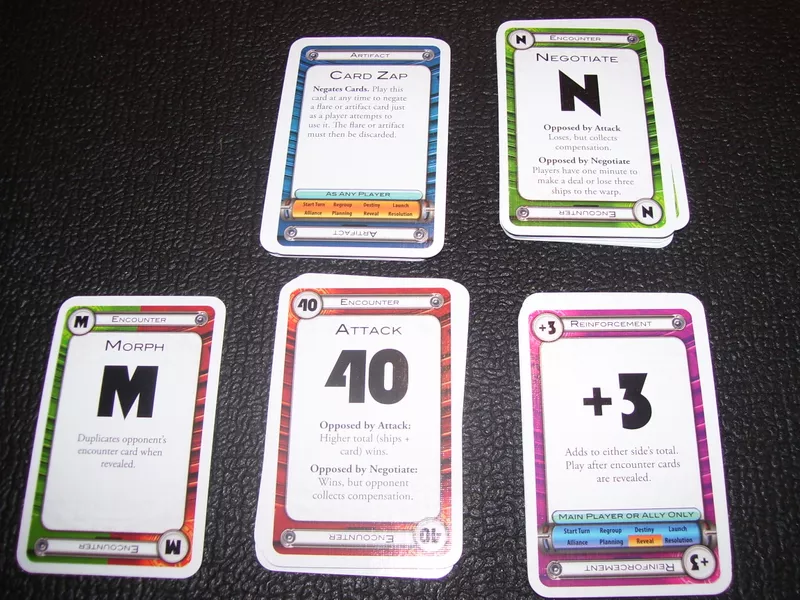 ARTIFACT
CARD ZAP
Negates Cards. Play this
card at any time to negate
a flare or artifact card just
as a player attempts to
use it. The flare or artifact
must then be discarded.
AS ANY PLAYER
Start Turn Regroup Destiny Launch
Alliance Planning Reveal Resolution
ARTIFACT
N ENCOUNTER
NEGOTIATE
N
Opposed by Attack
Loses, but collects
compensation.
Opposed by Negotiate
Players have one minute to
make a deal or lose three
ships to the warp.
ENCOUNTER N
M ENCOUNTER
MORPH
M
Duplicates opponent's
encounter card when
revealed.
ENCOUNTER M
40 ENCOUNTER
ATTACK
40
Opposed by Attack:
Higher total (ships +
card) wins.
Opposed by Negotiate:
Wins, but opponent
collects compensation.
ENCOUNTER 40
+3 REINFORCEMENT
+3
Adds to either side's total.
Play after encounter cards
are revealed.
MAIN PLAYER OR ALLY ONLY
Start Turn Regroup Destiny Launch
Alliance Planning Reveal Resolution
REINFORCEMENT +3